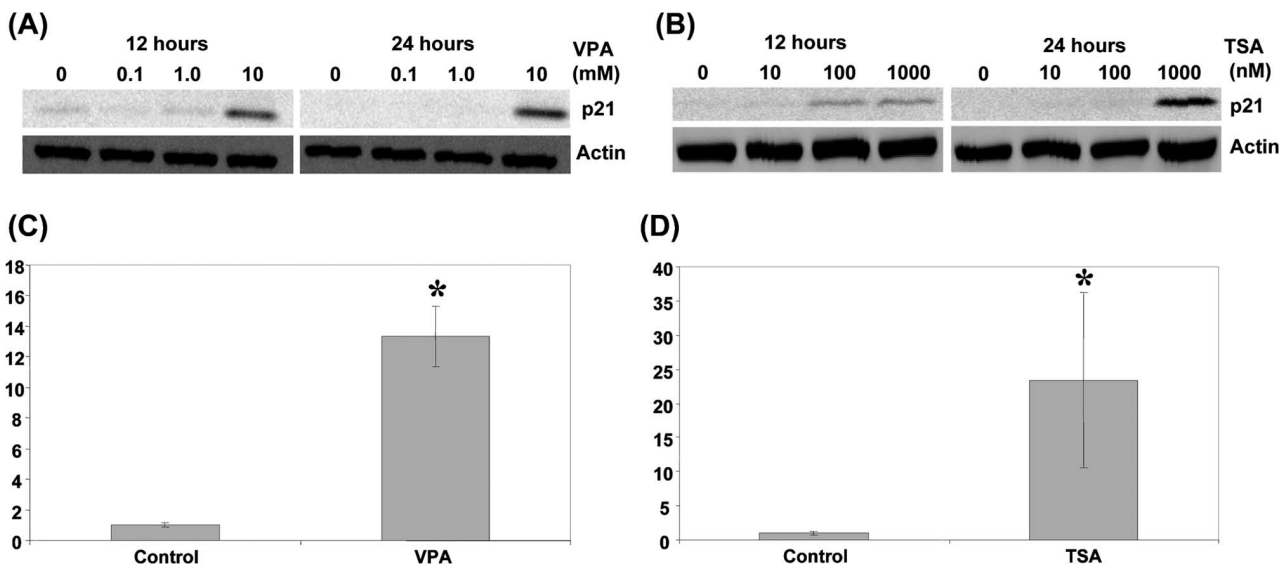 (A)
12 hours 24 hours VPA
0 0.1 1.0 10 0 0.1 1.0 10 (mM)
p21
Actin
(B)
12 hours 24 hours TSA
0 10 100 1000 0 10 100 1000 (nM)
p21
Actin
(C)
18
16
14
12
10
8
6
4
2
0
*
Control VPA
(D)
40
35
30
25
20
15
10
5
0
*
Control TSA